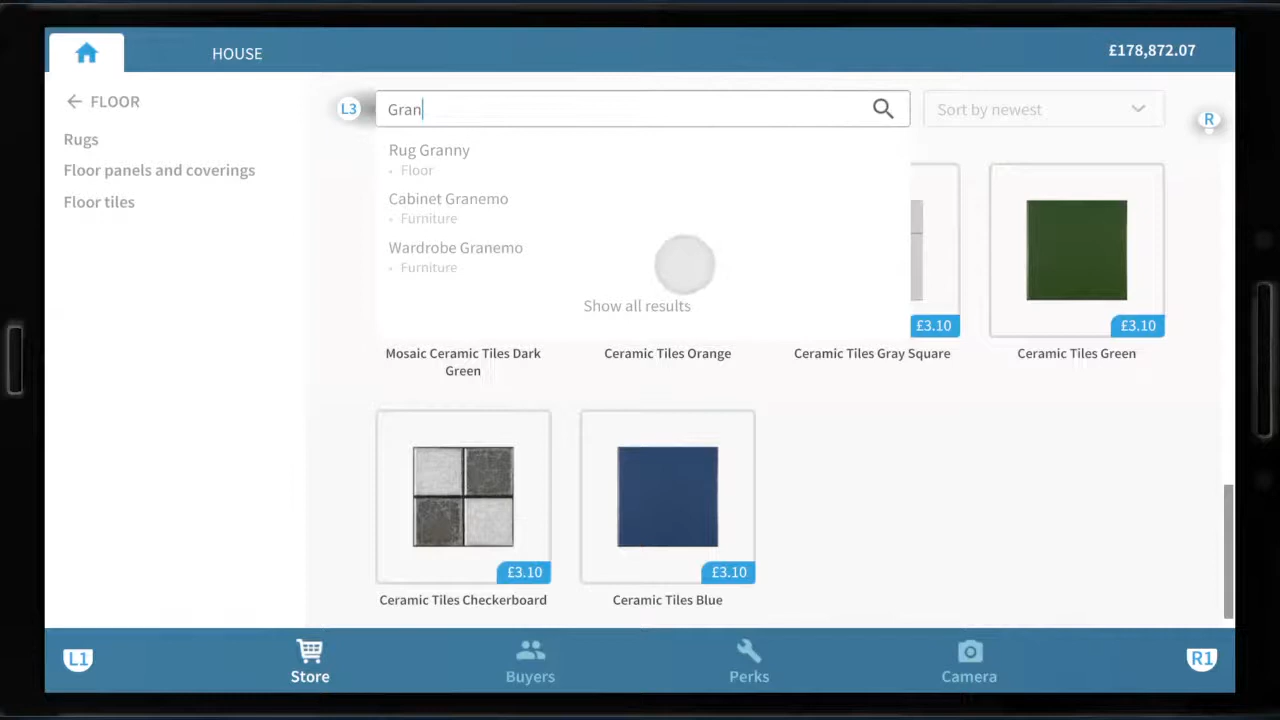 HOUSE
£178,872.07
FLOOR
Rugs
Floor panels and coverings
Floor tiles
L3
Gran
Sort by newest
R
Rug Granny
• Floor
Cabinet Granemo
• Furniture
Wardrobe Granemo
• Furniture
Show all results
£3.10
£3.10
Mosaic Ceramic Tiles Dark
Green
Ceramic Tiles Orange
Ceramic Tiles Gray Square
Ceramic Tiles Green
£3.10
£3.10
Ceramic Tiles Checkerboard
Ceramic Tiles Blue
L1
Store
Buyers
Perks
Camera
R1